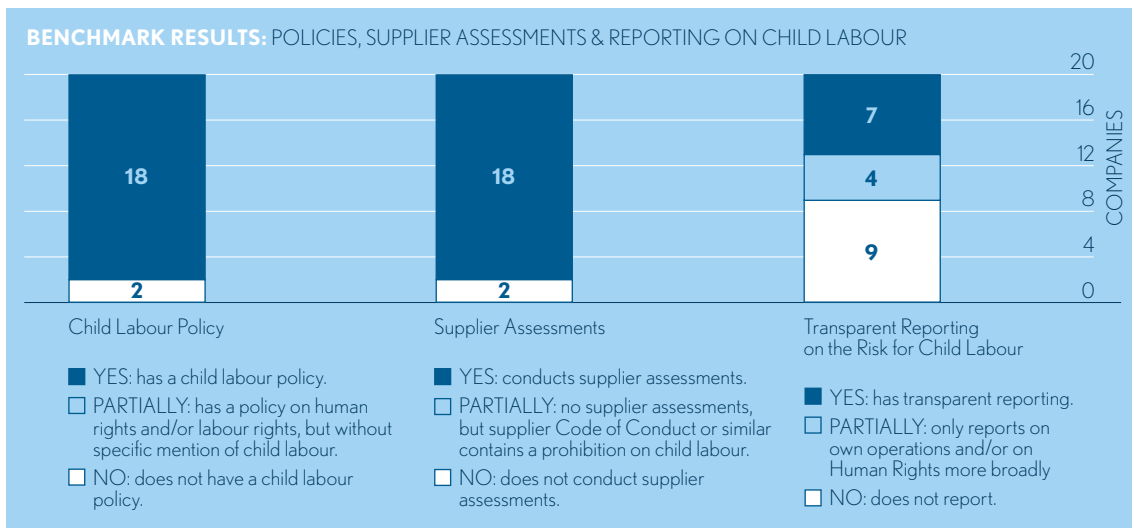 BENCHMARK RESULTS: POLICIES, SUPPLIER ASSESSMENTS & REPORTING ON CHILD LABOUR
20
16
12
8
4
0
COMPANIES
18
2
18
2
7
4
9
Child Labour Policy
YES: has a child labour policy.
PARTIALLY: has a policy on human
rights and/or labour rights, but without
specific mention of child labour.
NO: does not have a child labour
policy.
Supplier Assessments
YES: conducts supplier assessments.
PARTIALLY: no supplier assessments,
but supplier Code of Conduct or similar
contains a prohibition on child labour.
NO: does not conduct supplier
assessments.
Transparent Reporting
on the Risk for Child Labour
YES: has transparent reporting.
PARTIALLY: only reports on
own operations and/or on
Human Rights more broadly
NO: does not report.